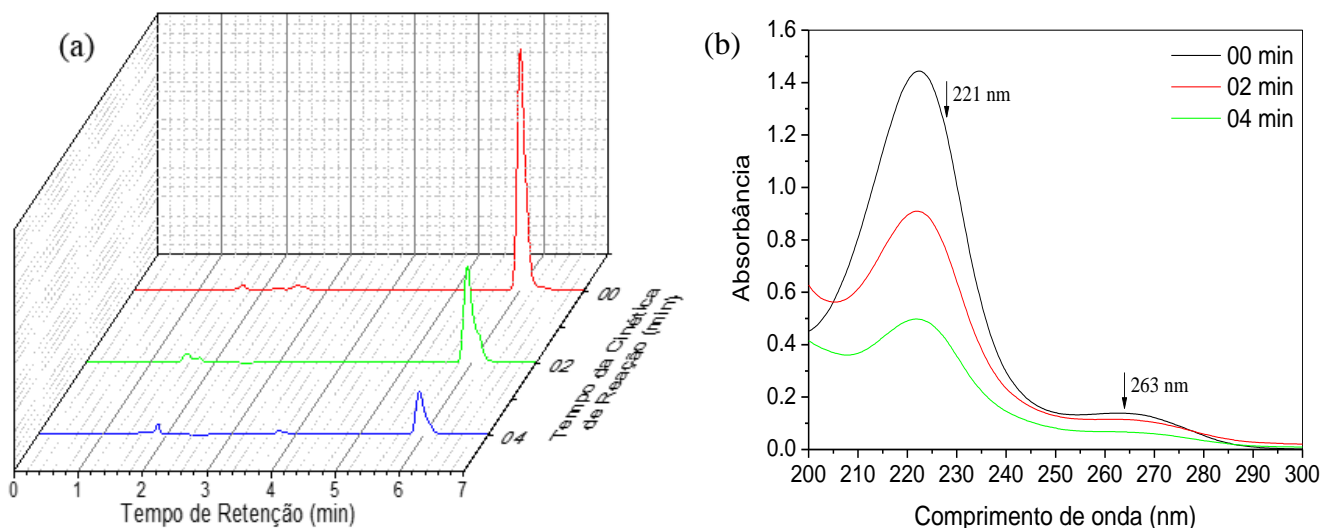 (a)
00
02
04
Tempo da Cinética
de Reação (min)
0 1 2 3 4 5 6 7
Tempo de Retenção (min)
(b)
1.6
1.4
1.2
1.0
0.8
0.6
0.4
0.2
0.0
Absorbância
00 min
02 min
04 min
221 nm
263 nm
200 210 220 230 240 250 260 270 280 290 300
Comprimento de onda (nm)